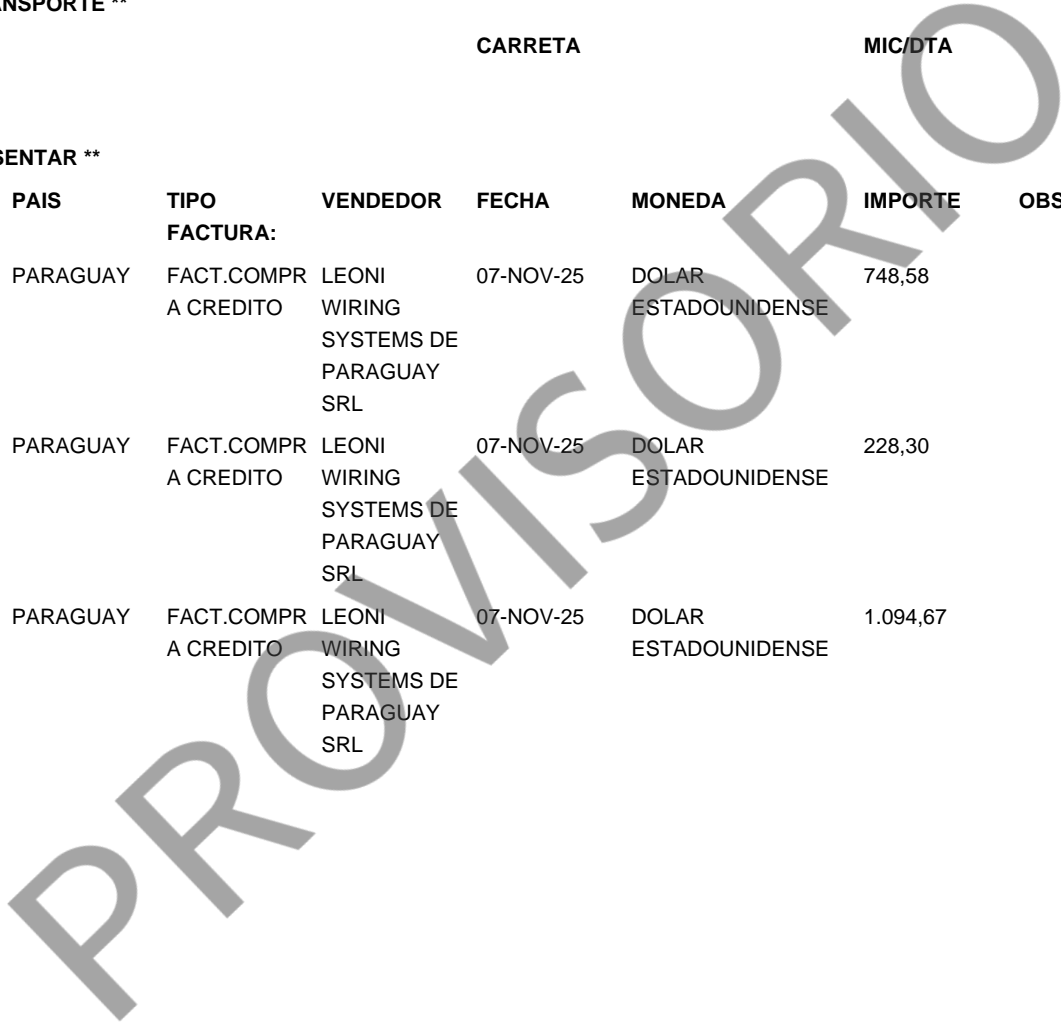 ANSPORTE **
CARRETA MIC/DTA
SENTAR **
PAIS TIPO VENDEDOR FECHA MONEDA IMPORTE OBS
FACTURA:
PARAGUAY FACT.COMPR LEONI 07-NOV-25 DOLAR 748,58
A CREDITO WIRING ESTADOUNIDENSE
SYSTEMS DE
PARAGUAY
SRL
PARAGUAY FACT.COMPR LEONI 07-NOV-25 DOLAR 228,30
A CREDITO WIRING ESTADOUNIDENSE
SYSTEMS DE
PARAGUAY
SRL
PARAGUAY FACT.COMPR LEONI 07-NOV-25 DOLAR 1.094,67
A CREDITO WIRING ESTADOUNIDENSE
SYSTEMS DE
PARAGUAY
SRL
PROVISORIO